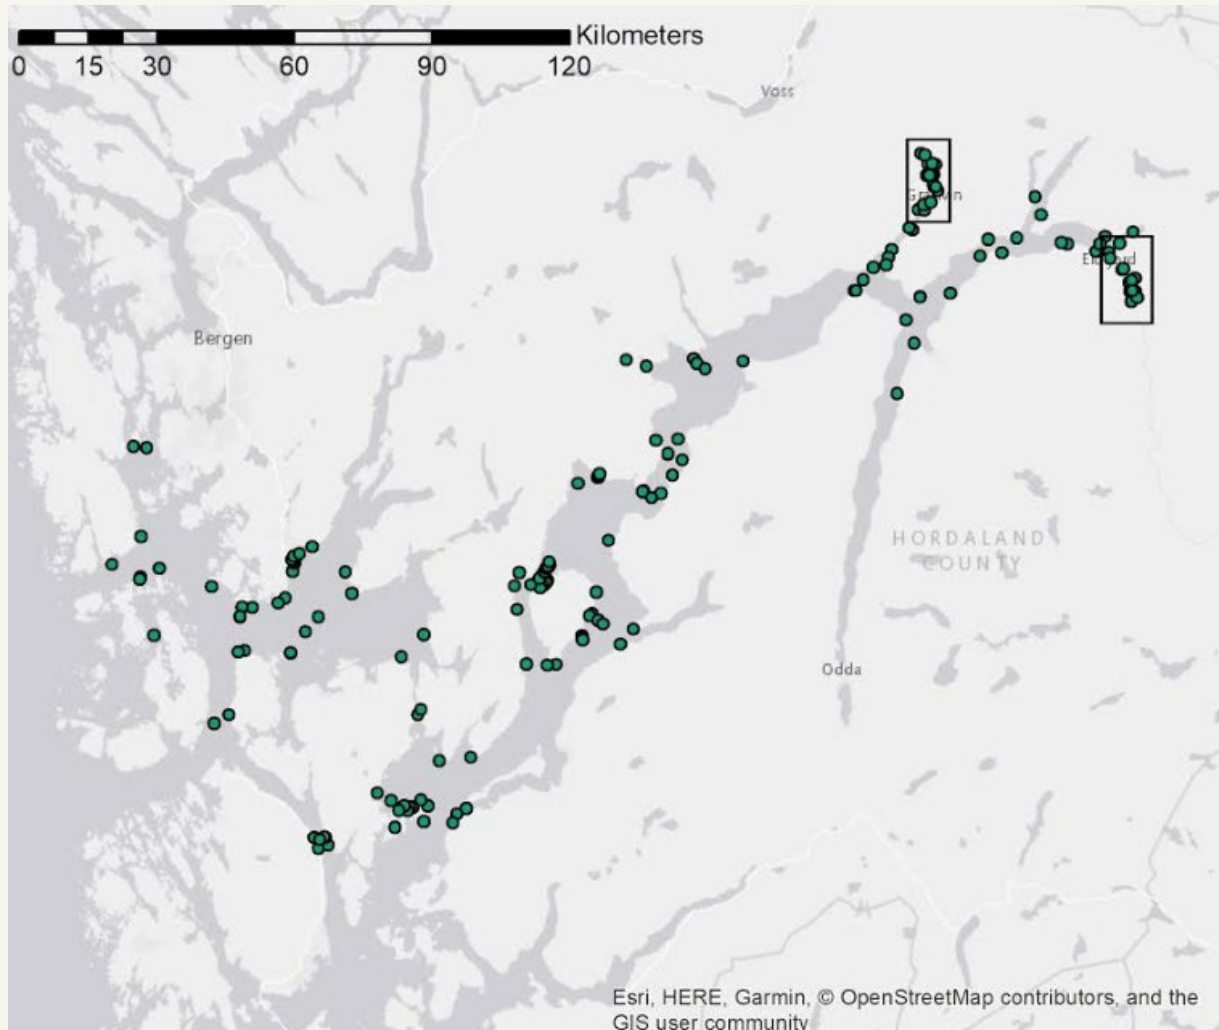 Kilometers
0 15 30 60 90 120
Voss
Bergen
HORDALAND
COUNTY
Odda
Esri, HERE, Garmin, © OpenStreetMap contributors, and the
GIS user community